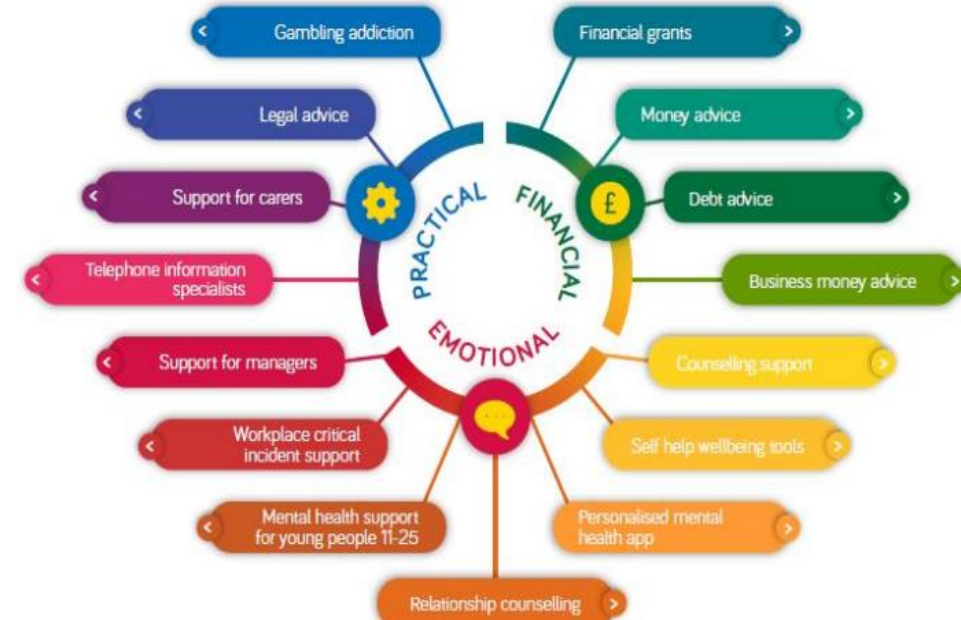 Gambling addiction
Financial grants
Legal advice
Money advice
Support for carers
Debt advice
Telephone information
specialists
Business money advice
Support for managers
Counselling support
Workplace critical
incident support
Self help wellbeing tools
Mental health support
for young people 11-25
Personalised mental
health app
Relationship counselling
PRACTICAL
FINANCIAL
£
EMOTIONAL